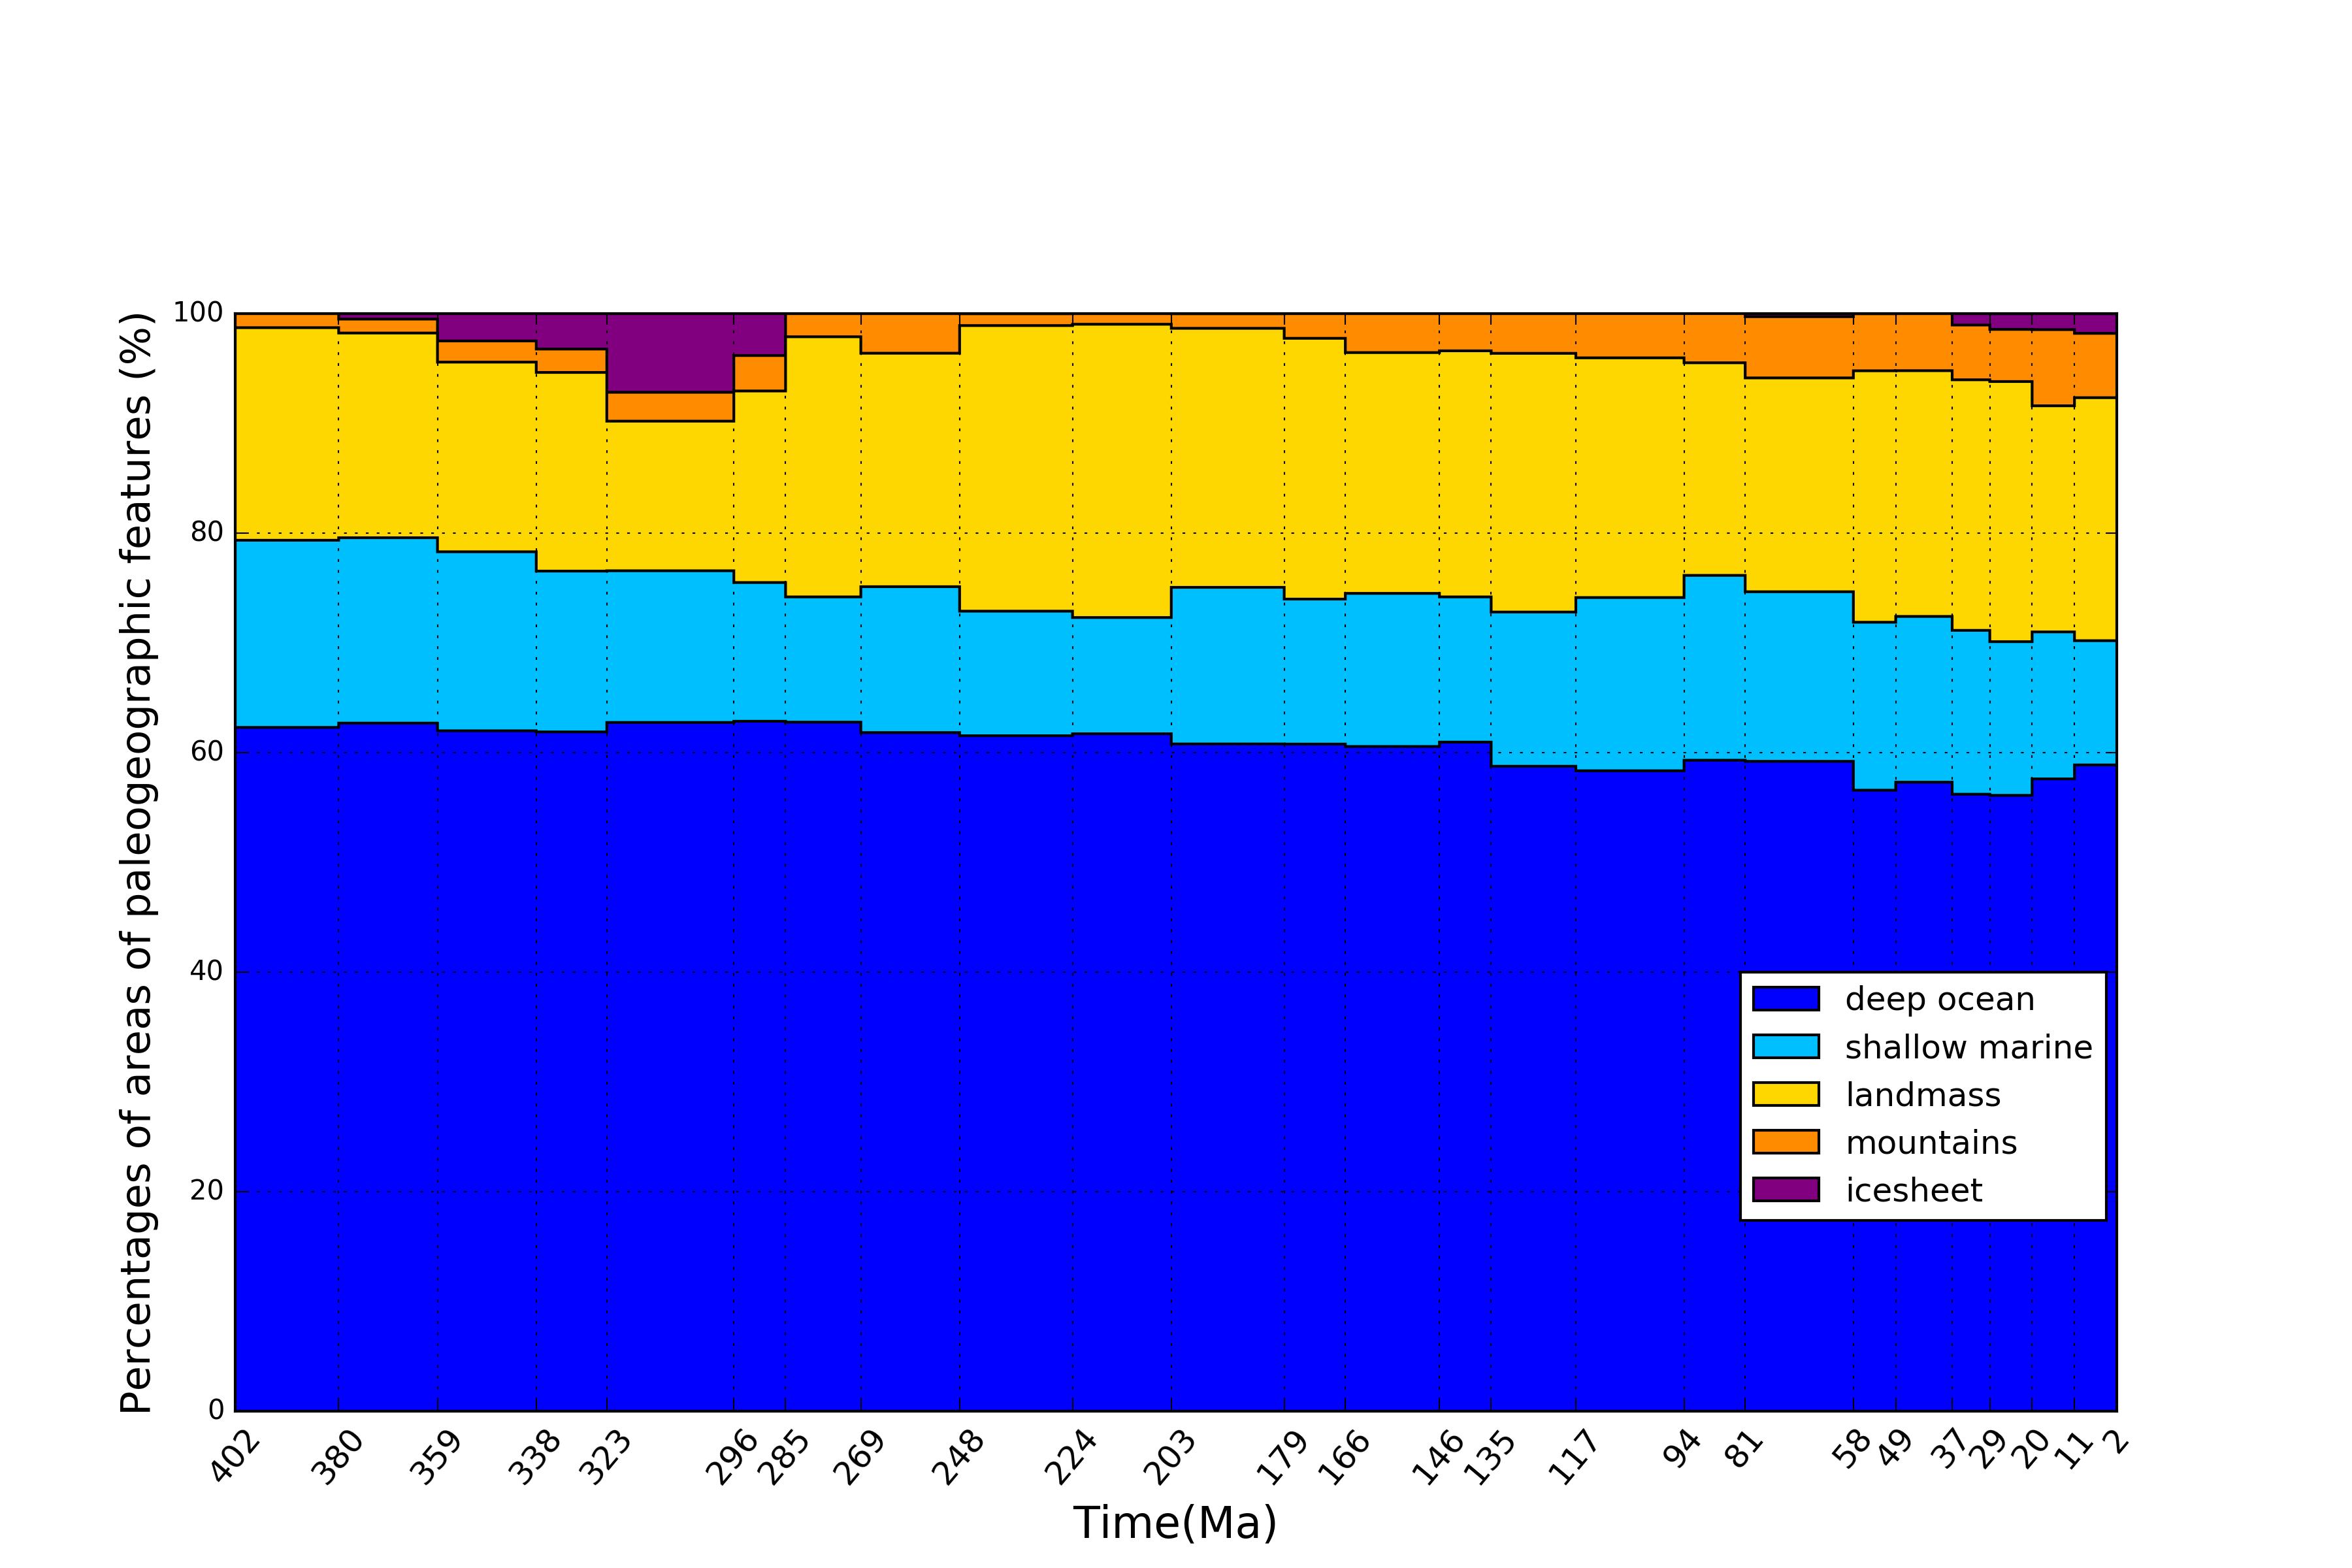 Percentages of areas of paleogeographic features (%)
100
80
60
40
20
0
deep ocean
shallow marine
landmass
mountains
icesheet
402 380 359 338 323 296 285 269 248 224 203 179 166 146 135 117 94 81 58 49 37 29 20 11 2
Time(Ma)